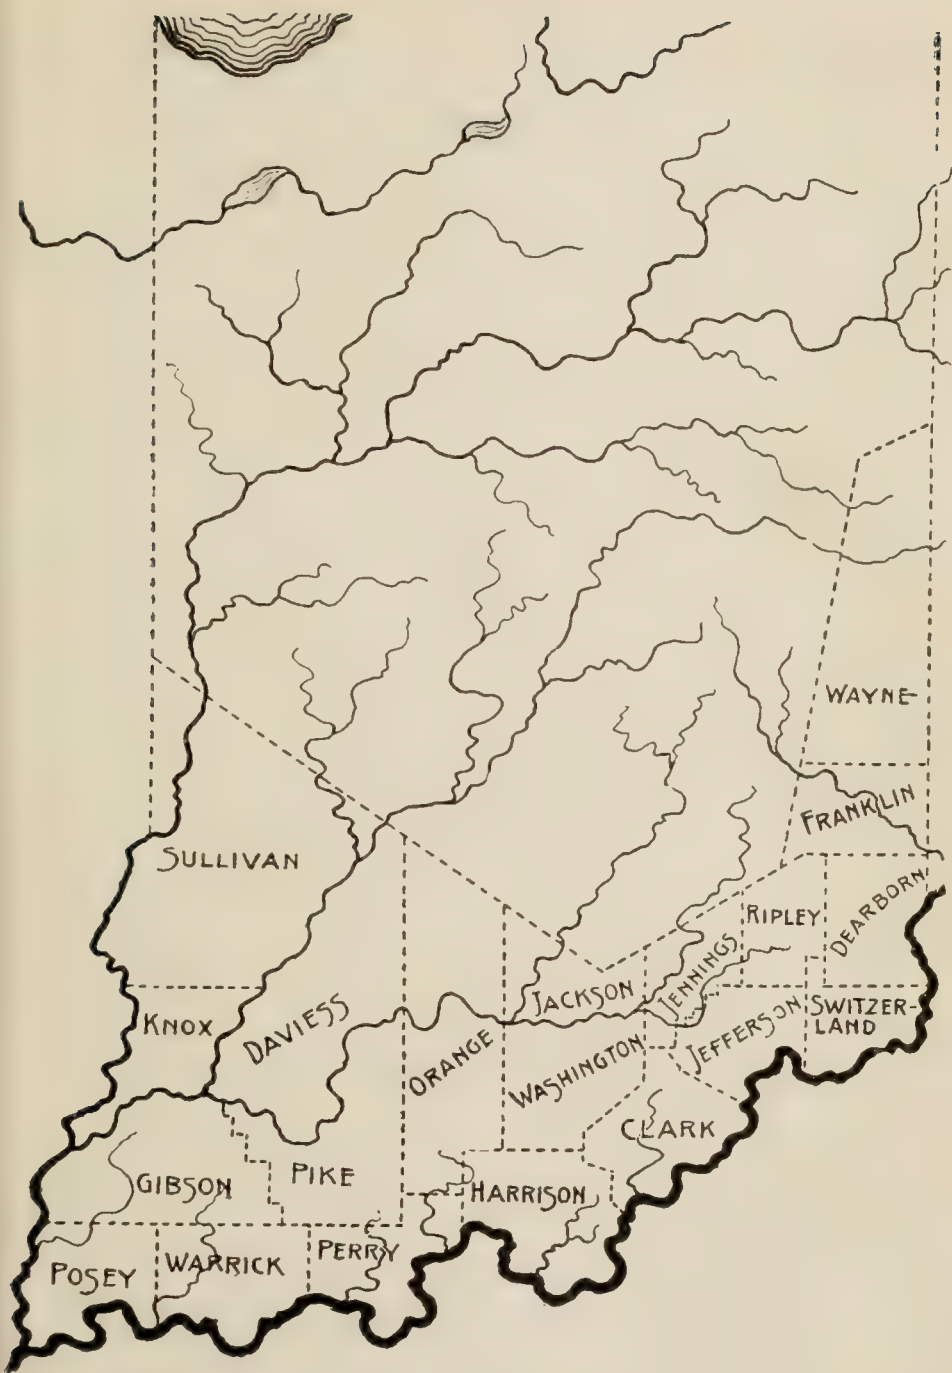 WAYNE
FRANKLIN
SULLIVAN
RIPLEY
DEARBORN
JENNINGS
JACKSON
KNOX
DAVIESS
SWITZER-
LAND
JEFFERSON
ORANGE
WASHINGTON
CLARK
PIKE
GIBSON
HARRISON
PERRY
WARRICK
POSEY